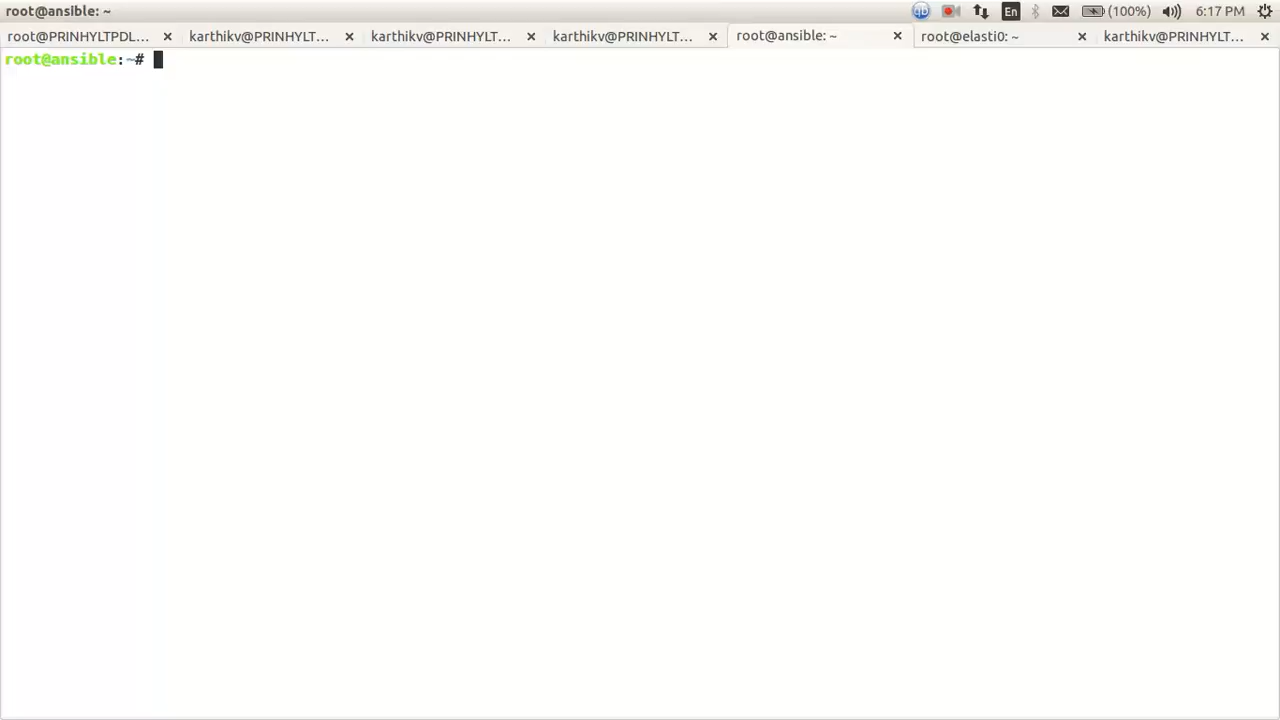 root@ansible: ~
En
(100%)
6:17 PM
root@PRINHYLTPDL...
karthikv@PRINHYLT...
karthikv@PRINHYLT...
karthikv@PRINHYLT...
root@ansible: ~
root@elasti0: ~
karthikv@PRINHYLT...
root@ansible:~#